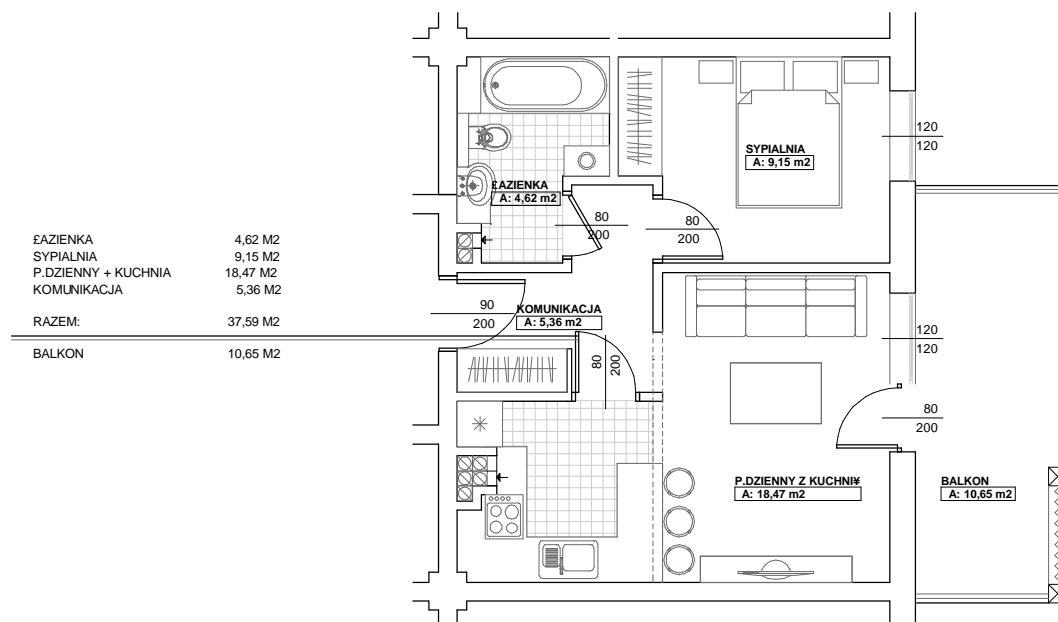 £AZIENKA 4,62 M2
SYPIALNIA 9,15 M2
P.DZIENNY + KUCHNIA 18,47 M2
KOMUNIKACJA 5,36 M2
RAZEM: 37,59 M2
BALKON 10,65 M2
SYPIALNIA
A: 9,15 m2
120
120
£AZIENKA
A: 4,62 m2
80
200
80
200
90
200
KOMUNIKACJA
A: 5,36 m2
80
200
120
120
80
200
P.DZIENNY Z KUCHNI¥
A: 18,47 m2
BALKON
A: 10,65 m2